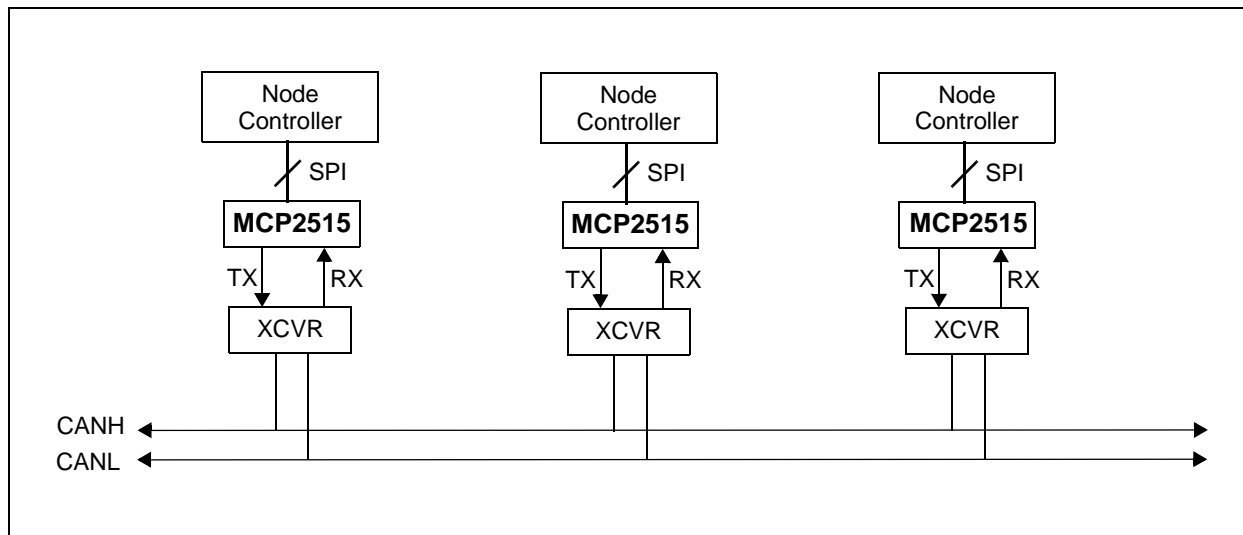 Node
Controller
Node
Controller
Node
Controller
SPI
SPI
SPI
MCP2515
MCP2515
MCP2515
TX
RX
TX
RX
TX
RX
XCVR
XCVR
XCVR
CANH
CANL